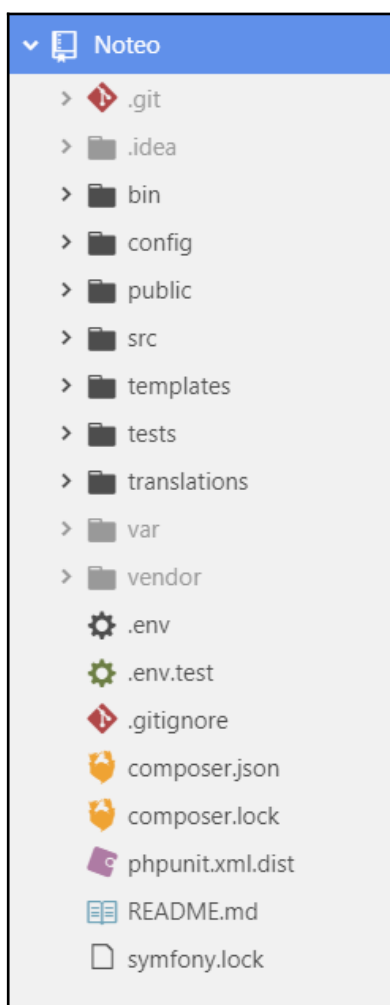 Noteo
.git
.idea
bin
config
public
src
templates
tests
translations
var
vendor
.env
.env.test
.gitignore
composer.json
composer.lock
phpunit.xml.dist
README.md
symfony.lock